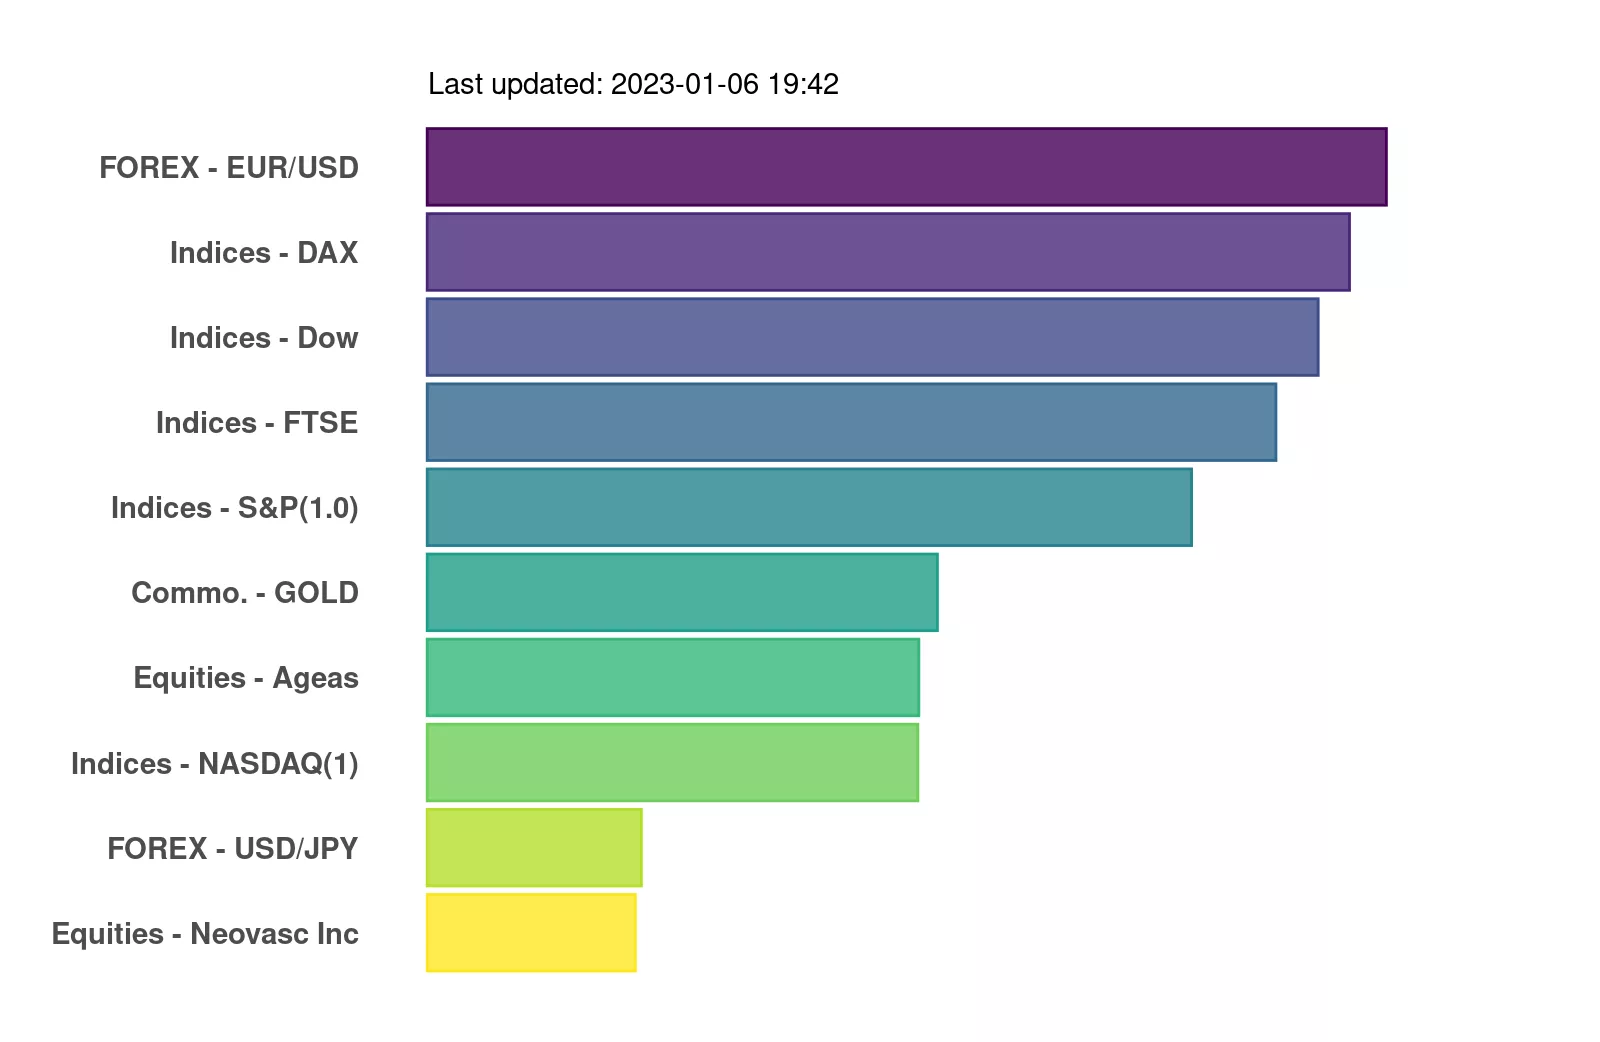 Last updated: 2023-01-06 19:42
FOREX - EUR/USD
Indices - DAX
Indices - Dow
Indices - FTSE
Indices - S&P(1.0)
Commo. - GOLD
Equities - Ageas
Indices - NASDAQ(1)
FOREX - USD/JPY
Equities - Neovasc Inc